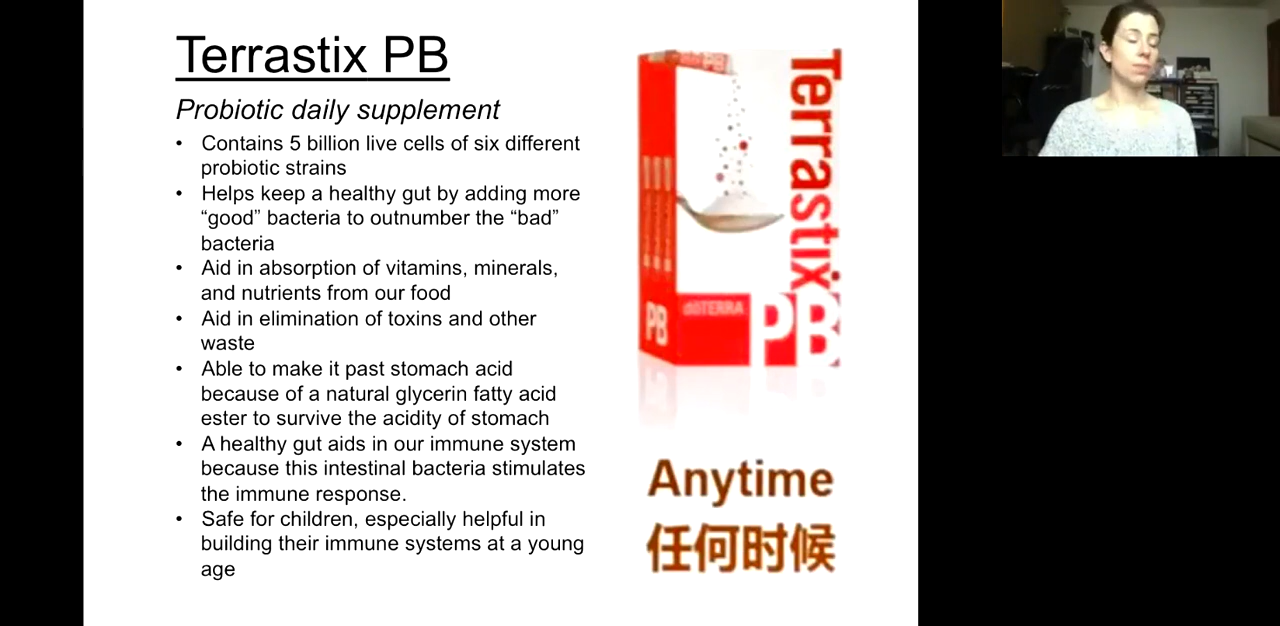 Terrastix PB
Probiotic daily supplement
• Contains 5 billion live cells of six different
probiotic strains
• Helps keep a healthy gut by adding more
“good” bacteria to outnumber the “bad”
bacteria
• Aid in absorption of vitamins, minerals,
and nutrients from our food
• Aid in elimination of toxins and other
waste
• Able to make it past stomach acid
because of a natural glycerin fatty acid
ester to survive the acidity of stomach
• A healthy gut aids in our immune system
because this intestinal bacteria stimulates
the immune response.
• Safe for children, especially helpful in
building their immune systems at a young
age
PB
Terrastix
PB
dōTERRA
PB
Anytime
任何时候